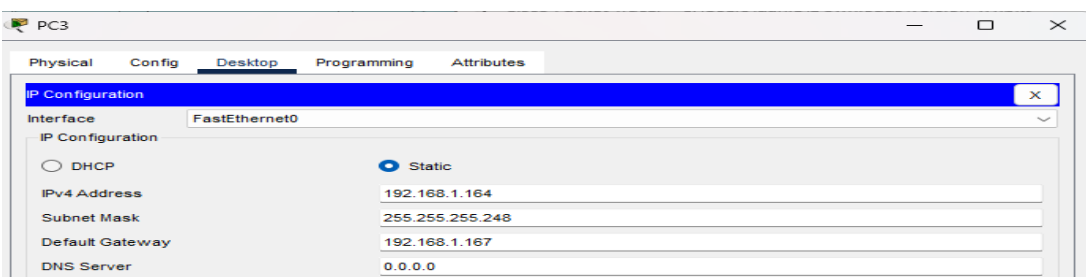 PC3
Physical Config Desktop Programming Attributes
IP Configuration X
Interface FastEthernet0
IP Configuration
DHCP Static
IPv4 Address 192.168.1.164
Subnet Mask 255.255.255.248
Default Gateway 192.168.1.167
DNS Server 0.0.0.0